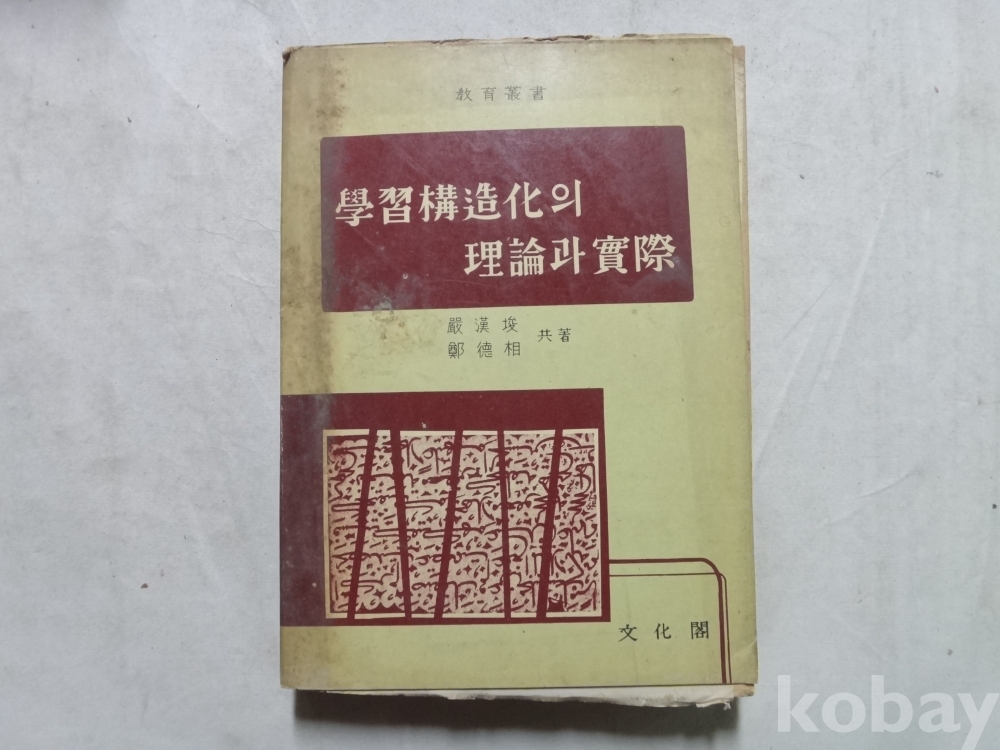 敎育叢書
學習構造化의
理論과 實際
嚴漢埈
鄭德相
共著
文化閣
kobay